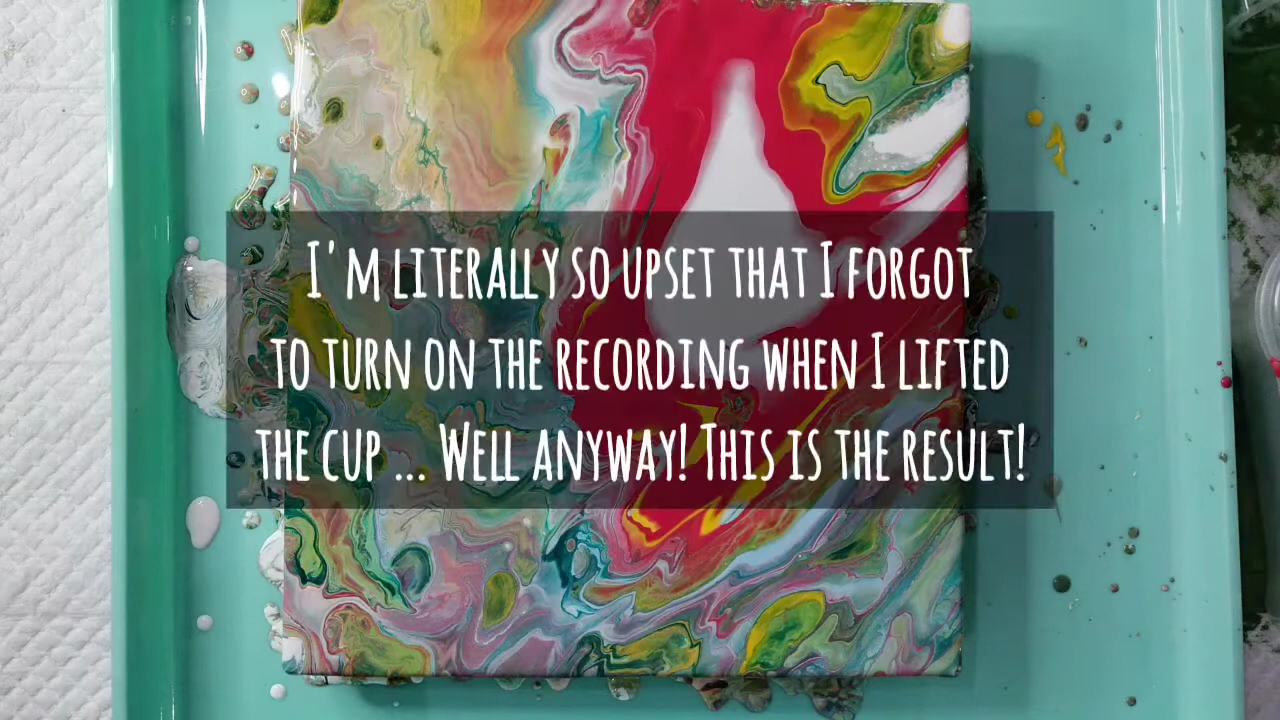 I'm literally so upset that I forgot
to turn on the recording when I lifted
the cup ... Well anyway! This is the result!